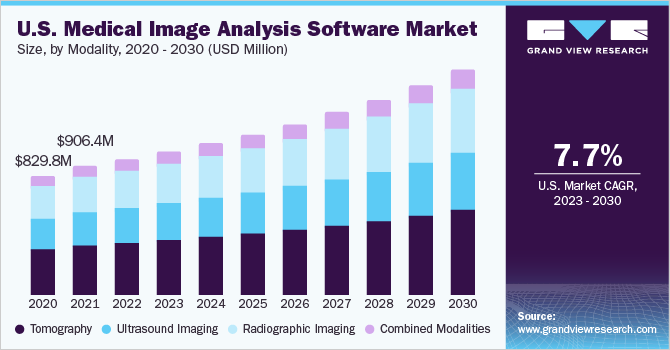 U.S. Medical Image Analysis Software Market
Size, by Modality, 2020 - 2030 (USD Million)
$829.8M
$906.4M
2020 2021 2022 2023 2024 2025 2026 2027 2028 2029 2030
Tomography Ultrasound Imaging Radiographic Imaging Combined Modalities
GRAND VIEW RESEARCH
7.7%
U.S. Market CAGR,
2023 - 2030
Source:
www.grandviewresearch.com